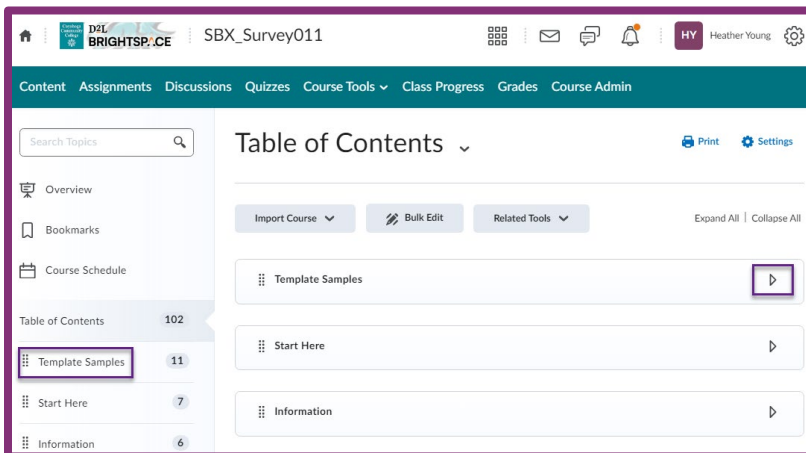 D2L
BRIGHTSPACE
SBX_Survey011
HY Heather Young
Content Assignments Discussions Quizzes Course Tools Class Progress Grades Course Admin
Search Topics
Overview
Bookmarks
Course Schedule
Table of Contents 102
Template Samples 11
Start Here 7
Information 6
Table of Contents
Print Settings
Import Course Bulk Edit Related Tools Expand All | Collapse All
Template Samples
Start Here
Information